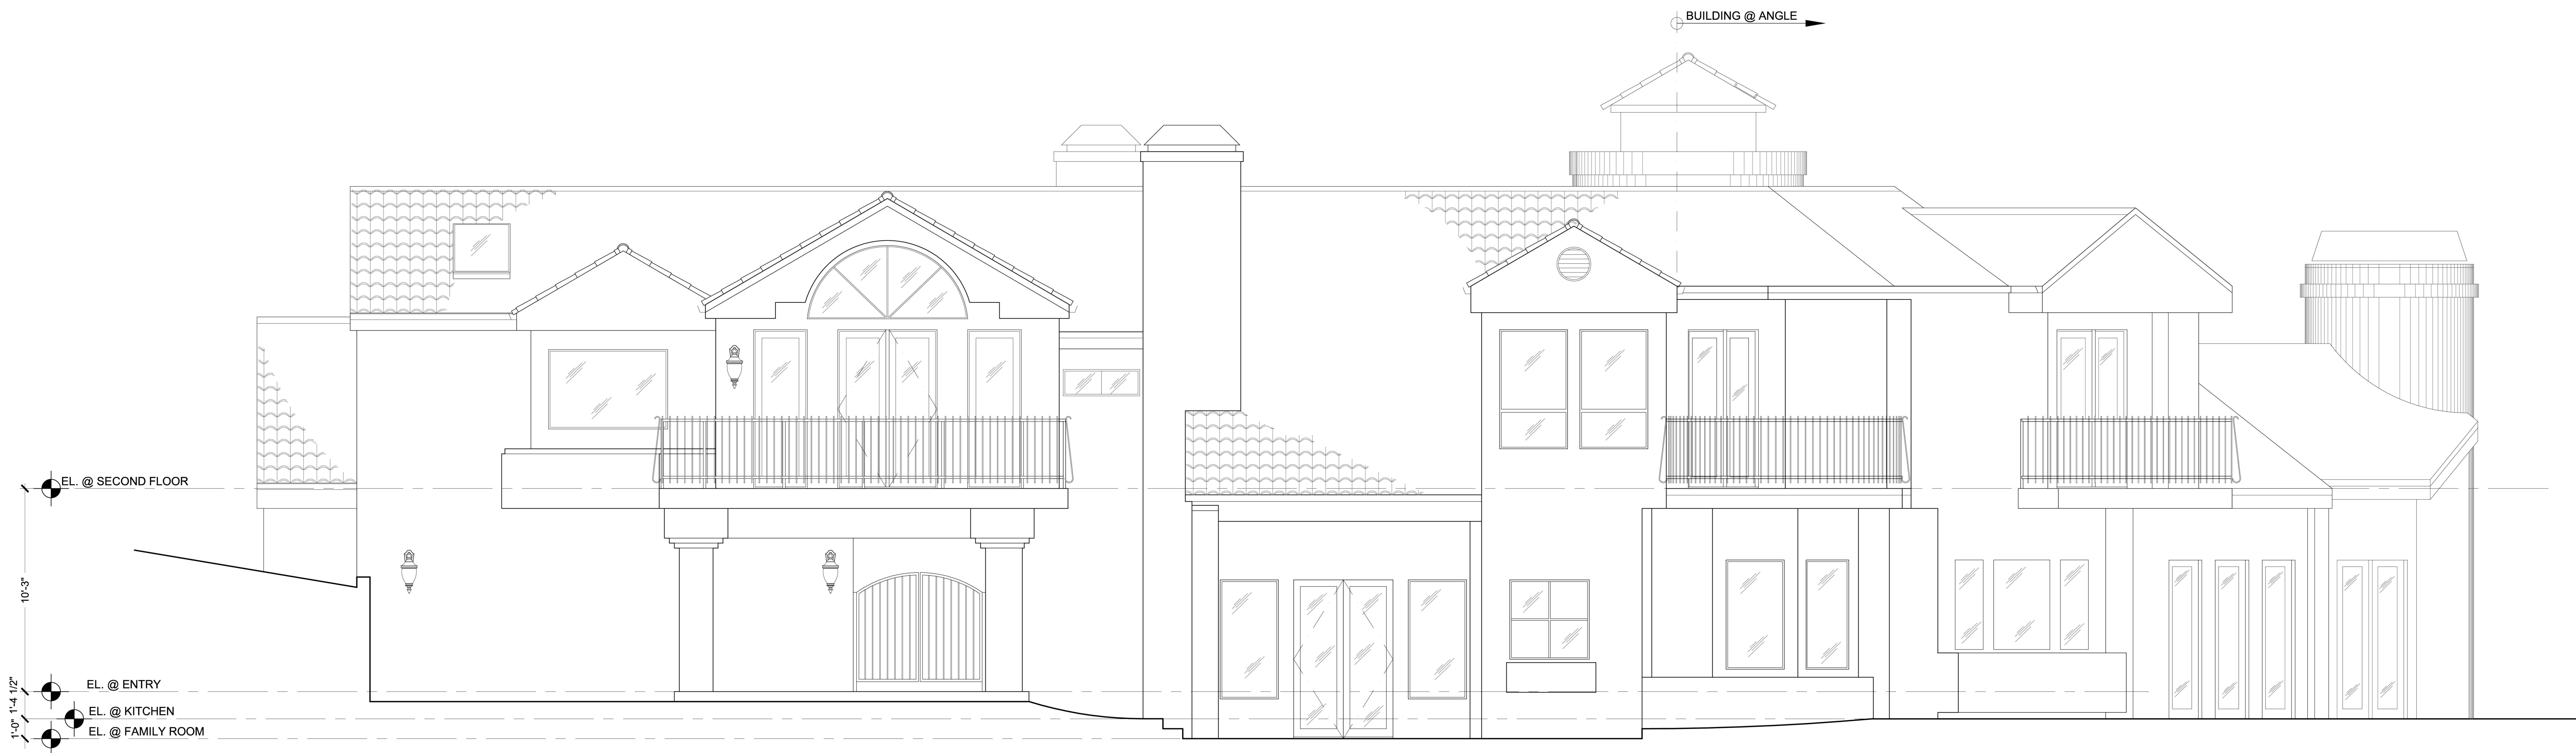 BUILDING @ ANGLE
EL. @ SECOND FLOOR
10'-3"
EL. @ ENTRY
1'-4 1/2"
EL. @ KITCHEN
1'-0"
EL. @ FAMILY ROOM